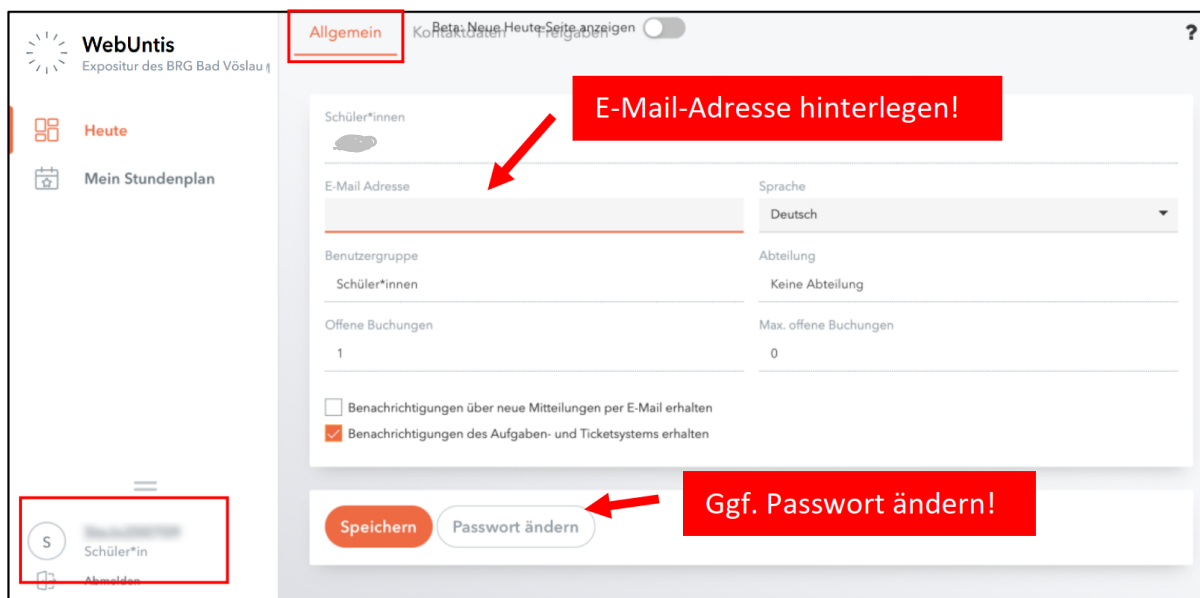 WebUntis
Expositur des BRG Bad Vöslau
Heute
Mein Stundenplan
Allgemein Kontaktdaten Freigaben
Beta: Neue Heute-Seite anzeigen
?
E-Mail-Adresse hinterlegen!
Schüler*innen
E-Mail Adresse
Sprache
Deutsch
Benutzergruppe
Schüler*innen
Abteilung
Keine Abteilung
Offene Buchungen
1
Max. offene Buchungen
0
Benachrichtigungen über neue Mitteilungen per E-Mail erhalten
Benachrichtigungen des Aufgaben- und Ticketsystems erhalten
Speichern
Passwort ändern
Ggf. Passwort ändern!
S
Schüler*in
Abmelden